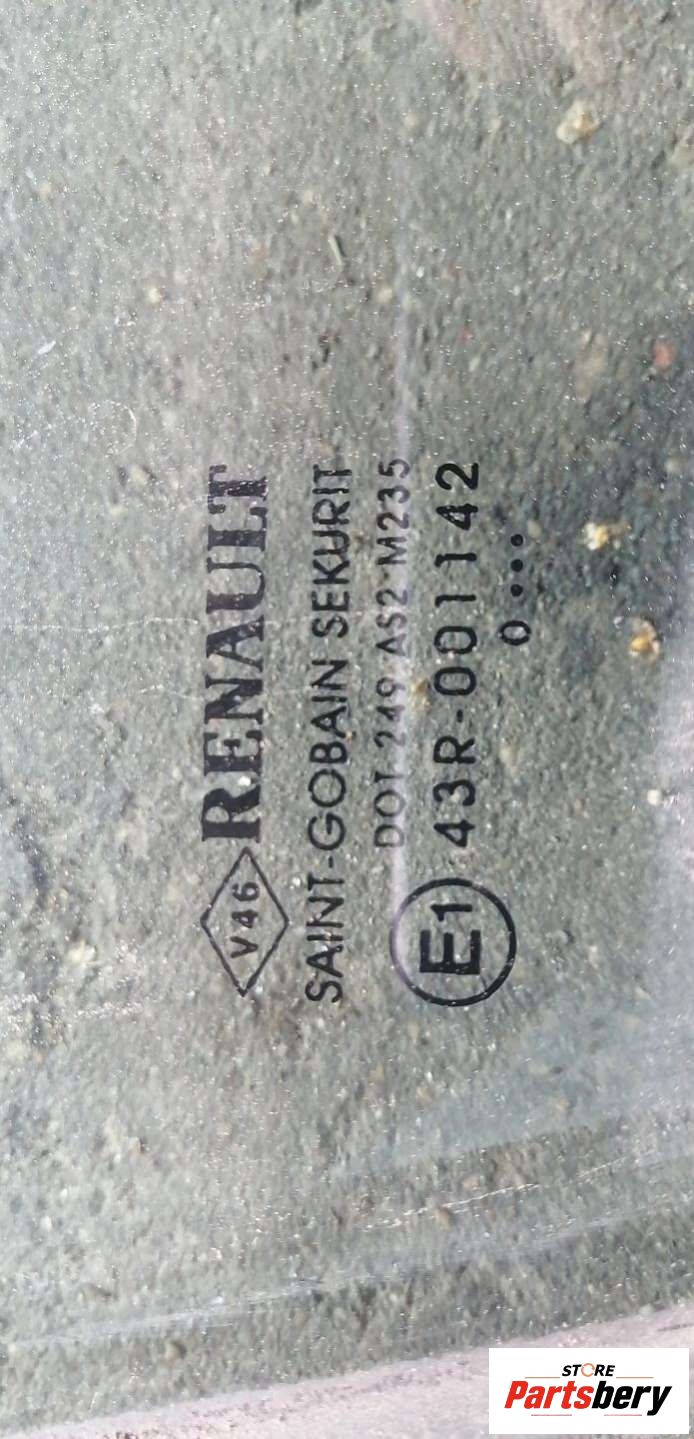 V46 RENAULT
SAINT-GOBAIN SEKURIT
DOT 249 AS2 M235
E1 43R-001142
0 ...
STORE
Partsbery